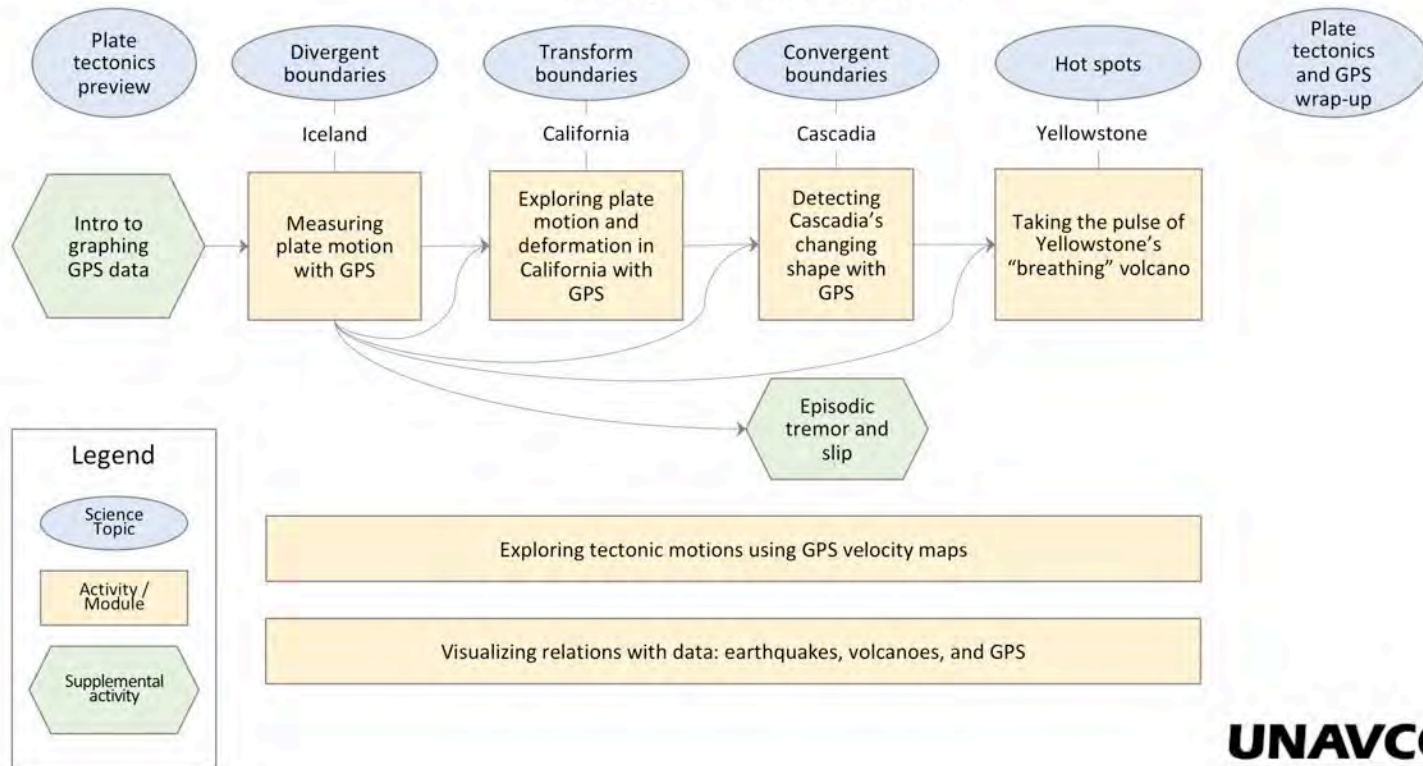 Plate
tectonics
preview
Divergent
boundaries
Transform
boundaries
Convergent
boundaries
Hot spots
Plate
tectonics
and GPS
wrap-up
Iceland
California
Cascadia
Yellowstone
Intro to
graphing
GPS data
Measuring
plate motion
with GPS
Exploring plate
motion and
deformation in
California with
GPS
Detecting
Cascadia's
changing
shape with
GPS
Taking the pulse of
Yellowstone's
“breathing” volcano
Episodic
tremor and
slip
Legend
Science
Topic
Activity /
Module
Supplemental
activity
Exploring tectonic motions using GPS velocity maps
Visualizing relations with data: earthquakes, volcanoes, and GPS
UNAVC